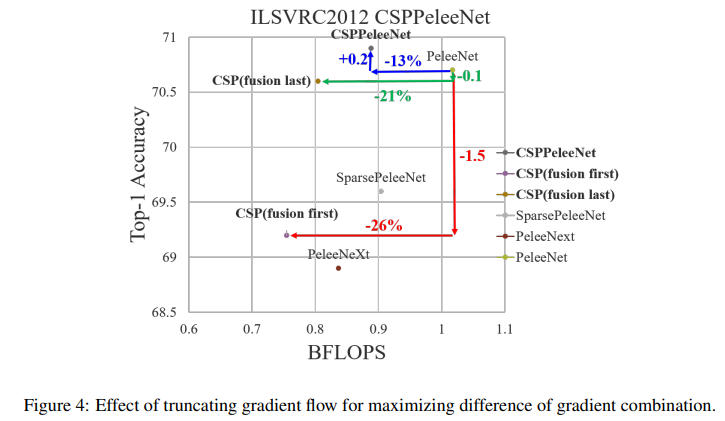 ILSVRC2012 CSPPeleeNet
71
CSPPeleeNet
+0.2
-13%
PeleeNet
CSP(fusion last)
-0.1
70.5
-21%
70
-1.5
CSPPeleeNet
SparsePeleeNet
CSP(fusion first)
CSP(fusion last)
69.5
CSP(fusion first)
-26%
SparsePeleeNet
PeleeNext
69
PeleeNeXt
PeleeNet
68.5
Top-1 Accuracy
0.6
0.7
0.8
0.9
1
1.1
BFLOPS
Figure 4: Effect of truncating gradient flow for maximizing difference of gradient combination.